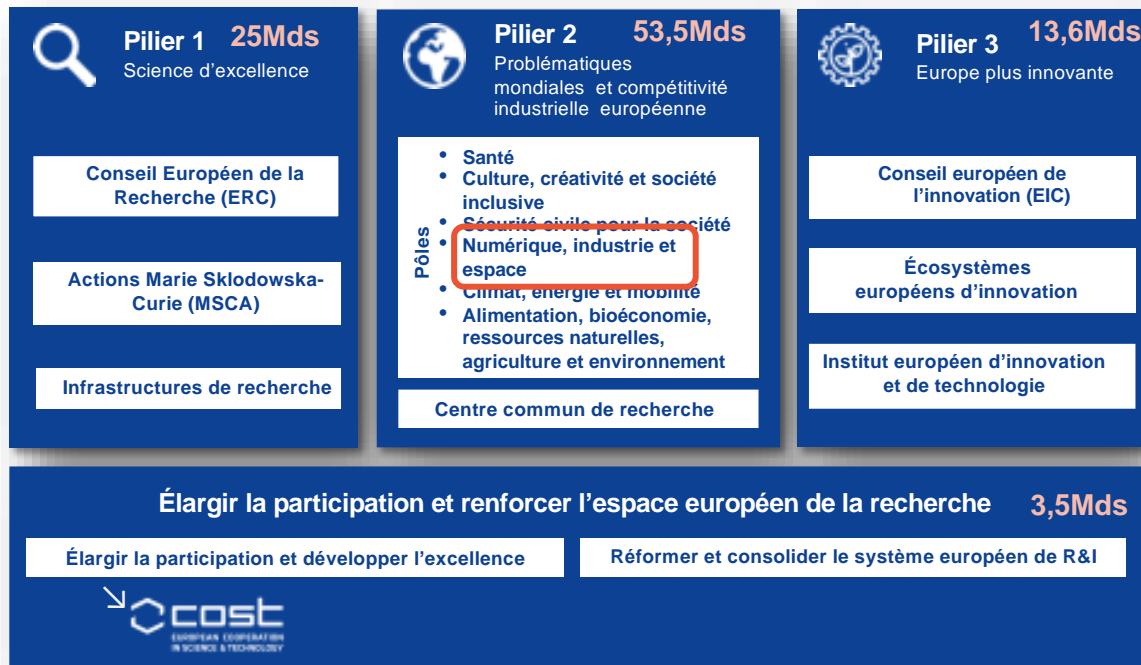 Pilier 1 25Mds
Science d'excellence
Conseil Européen de la
Recherche (ERC)
Actions Marie Sklodowska-
Curie (MSCA)
Infrastructures de recherche
Pilier 2 53,5Mds
Problématiques
mondiales et compétitivité
industrielle européenne
Pôles
• Santé
• Culture, créativité et société
inclusive
• Sécurité civile pour la société
• Numérique, industrie et
espace
• Climat, énergie et mobilité
• Alimentation, bioéconomie,
ressources naturelles,
agriculture et environnement
Centre commun de recherche
Pilier 3 13,6Mds
Europe plus innovante
Conseil européen de
l'innovation (EIC)
Écosystèmes
européens d'innovation
Institut européen d'innovation
et de technologie
Élargir la participation et renforcer l'espace européen de la recherche 3,5Mds
Élargir la participation et développer l'excellence
Réformer et consolider le système européen de R&I
cost
EUROPEAN COOPERATION
IN SCIENCE & TECHNOLOGY